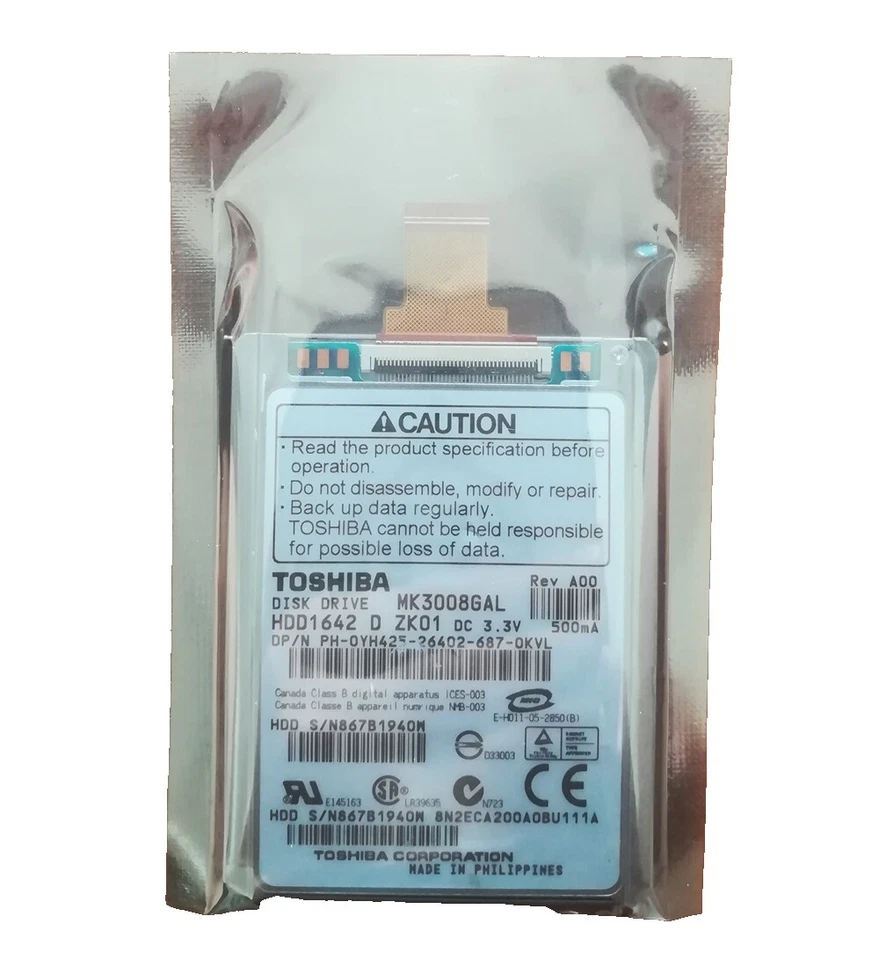 CAUTION
· Read the product specification before
operation.
· Do not disassemble, modify or repair.
· Back up data regularly.
TOSHIBA cannot be held responsible
for possible loss of data.
TOSHIBA Rev A00
DISK DRIVE MK3008GAL
HDD1642 D ZK01 DC 3.3V 500mA
DP/N PH-0YH425-26402-687-0KVL
Canada Class B digital apparatus ICES-003
Canada Classe B appareil numrique NMB-003
E-H011-05-2850(B)
HDD S/N867B1940W
D33003
E145163 LR39635 N723 CE
HDD S/N867B1940W 8N2ECA200A0BU111A
TOSHIBA CORPORATION
MADE IN PHILIPPINES